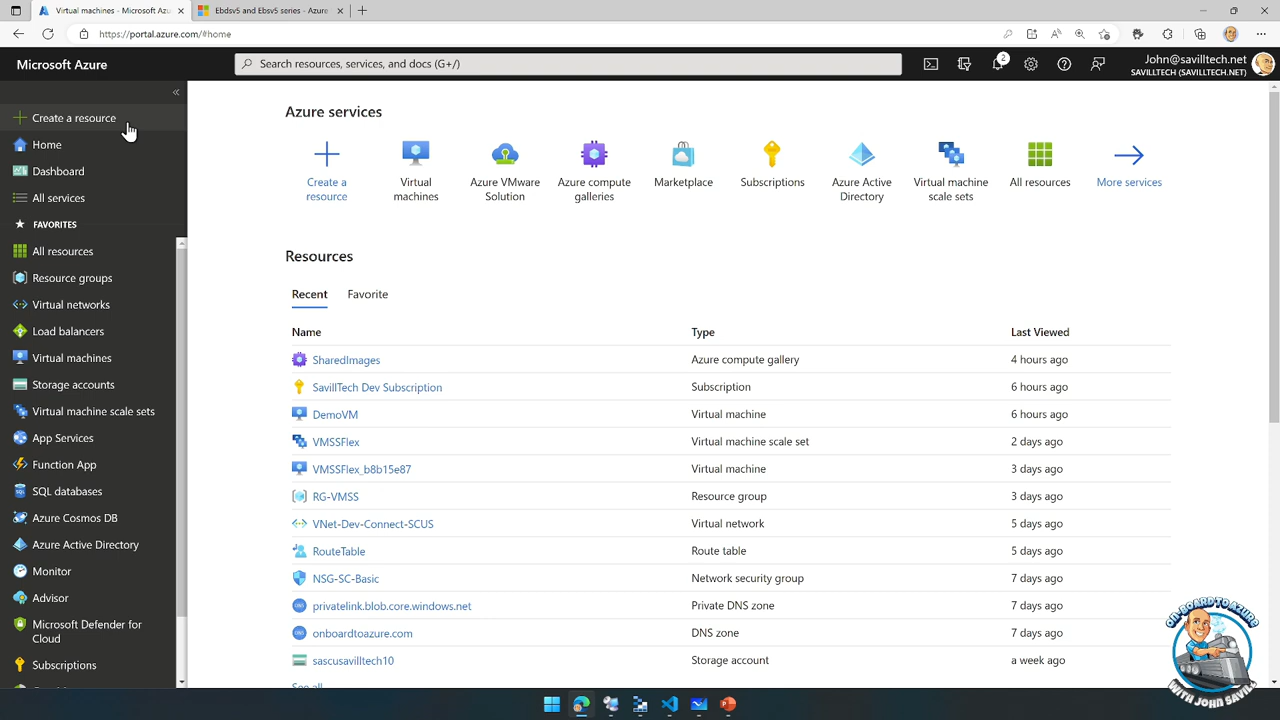 Virtual machines - Microsoft Azu
Ebdsv5 and Ebsv5 series - Azure
https://portal.azure.com/#home
Microsoft Azure
Search resources, services, and docs (G+/)
2
John@savilltech.net
SAVILLTECH (SAVILLTECH.NET)
Create a resource
Home
Dashboard
All services
FAVORITES
All resources
Resource groups
Virtual networks
Load balancers
Virtual machines
Storage accounts
Virtual machine scale sets
App Services
Function App
SQL databases
Azure Cosmos DB
Azure Active Directory
Monitor
Advisor
Microsoft Defender for
Cloud
Subscriptions
Azure services
Create a
resource
Virtual
machines
Azure VMware
Solution
Azure compute
galleries
Marketplace
Subscriptions
Azure Active
Directory
Virtual machine
scale sets
All resources
More services
Resources
Recent Favorite
Name Type Last Viewed
SharedImages Azure compute gallery 4 hours ago
SavillTech Dev Subscription Subscription 6 hours ago
DemoVM Virtual machine 6 hours ago
VMSSFlex Virtual machine scale set 2 days ago
VMSSFlex_b8b15e87 Virtual machine 3 days ago
RG-VMSS Resource group 3 days ago
VNet-Dev-Connect-SCUS Virtual network 5 days ago
RouteTable Route table 5 days ago
NSG-SC-Basic Network security group 7 days ago
privatelink.blob.core.windows.net Private DNS zone 7 days ago
onboardtoazure.com DNS zone 7 days ago
sascusavilltech10 Storage account a week ago
See all
ON-BOARD TO AZURE
WITH JOHN SAVILL